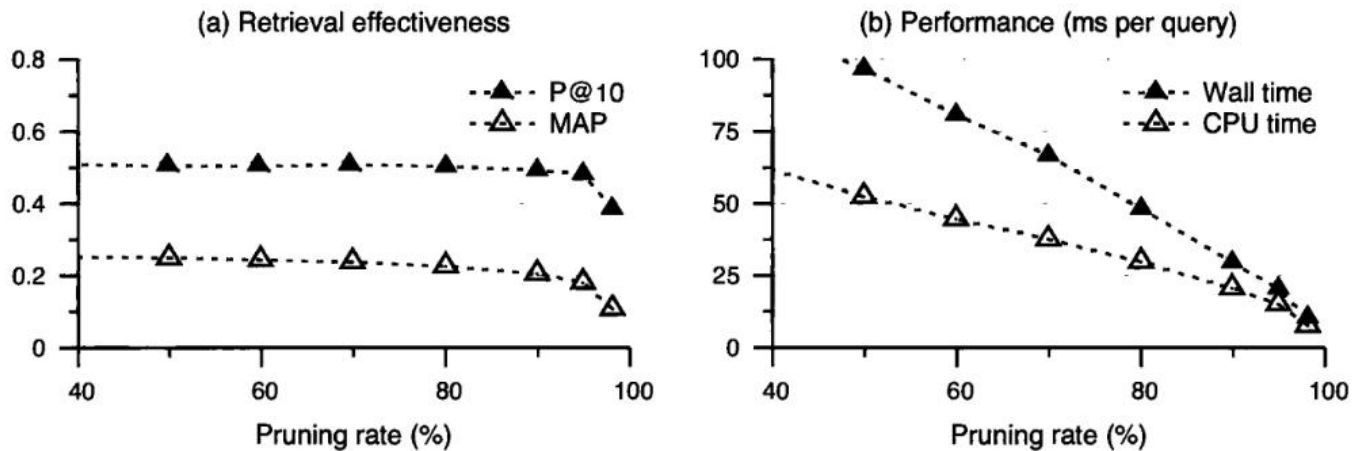 (a) Retrieval effectiveness
0.8
0.6
0.4
0.2
0
40
60
80
100
P@10
MAP
Pruning rate (%)
(b) Performance (ms per query)
100
75
50
25
0
40
60
80
100
Wall time
CPU time
Pruning rate (%)